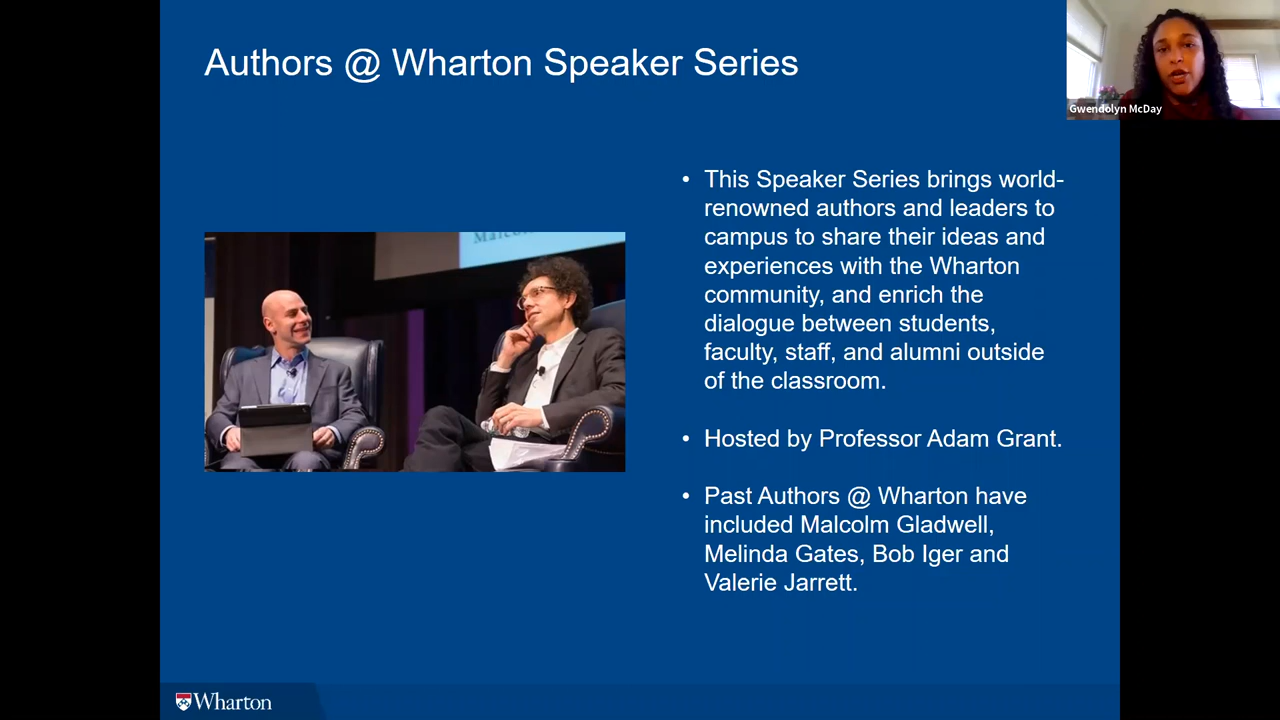 Authors @ Wharton Speaker Series
Gwendolyn McDay
• This Speaker Series brings world-
renowned authors and leaders to
campus to share their ideas and
experiences with the Wharton
community, and enrich the
dialogue between students,
faculty, staff, and alumni outside
of the classroom.
• Hosted by Professor Adam Grant.
• Past Authors @ Wharton have
included Malcolm Gladwell,
Melinda Gates, Bob Iger and
Valerie Jarrett.
Wharton